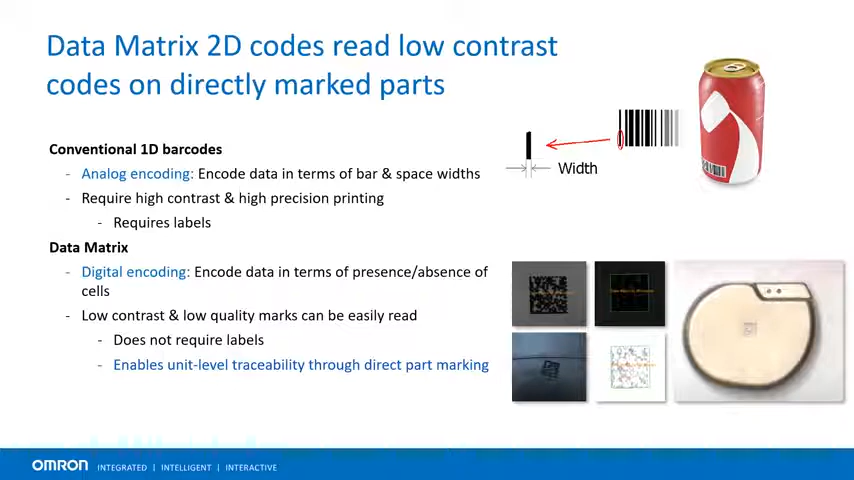 Data Matrix 2D codes read low contrast
codes on directly marked parts
Conventional 1D barcodes
- Analog encoding: Encode data in terms of bar & space widths
- Require high contrast & high precision printing
- Requires labels
Data Matrix
- Digital encoding: Encode data in terms of presence/absence of
cells
- Low contrast & low quality marks can be easily read
- Does not require labels
- Enables unit-level traceability through direct part marking
Width
OMRON INTEGRATED | INTELLIGENT | INTERACTIVE